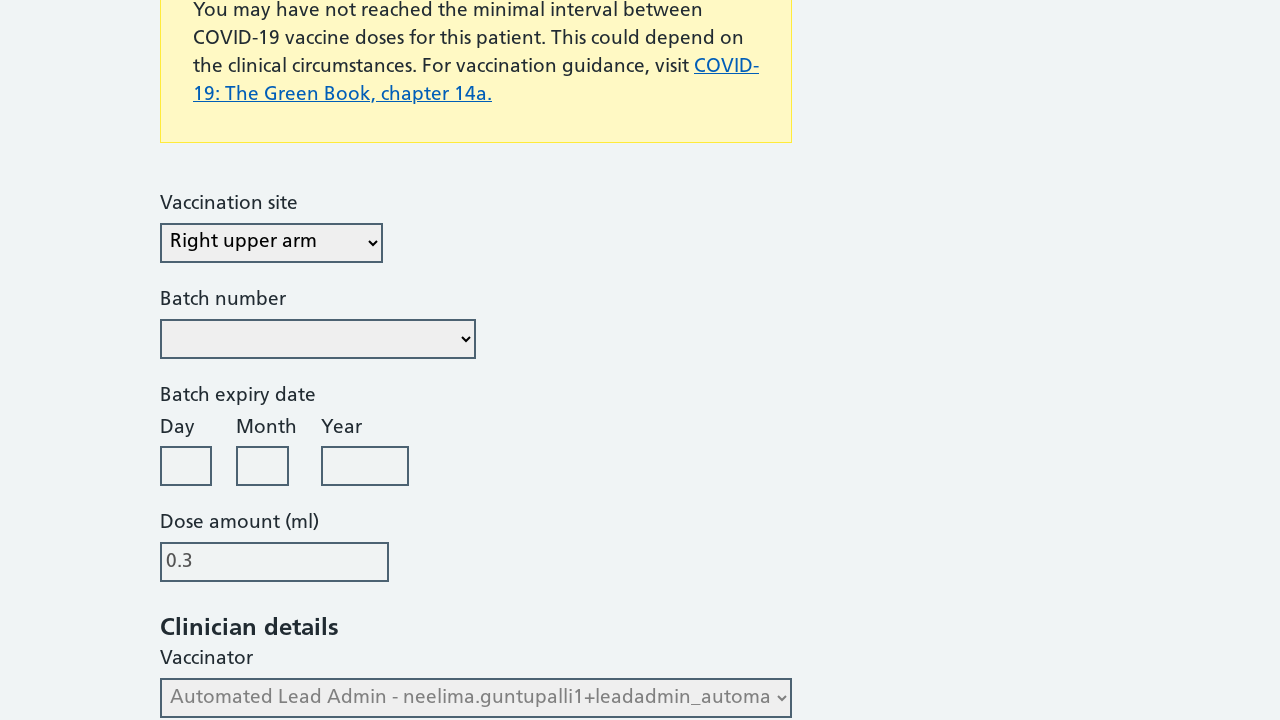 You may have not reached the minimal interval between
COVID-19 vaccine doses for this patient. This could depend on
the clinical circumstances. For vaccination guidance, visit COVID-
19: The Green Book, chapter 14a.
Vaccination site
Right upper arm
Batch number
Batch expiry date
Day Month Year
Dose amount (ml)
0.3
Clinician details
Vaccinator
Automated Lead Admin - neelima.guntupalli1+leadadmin_automa